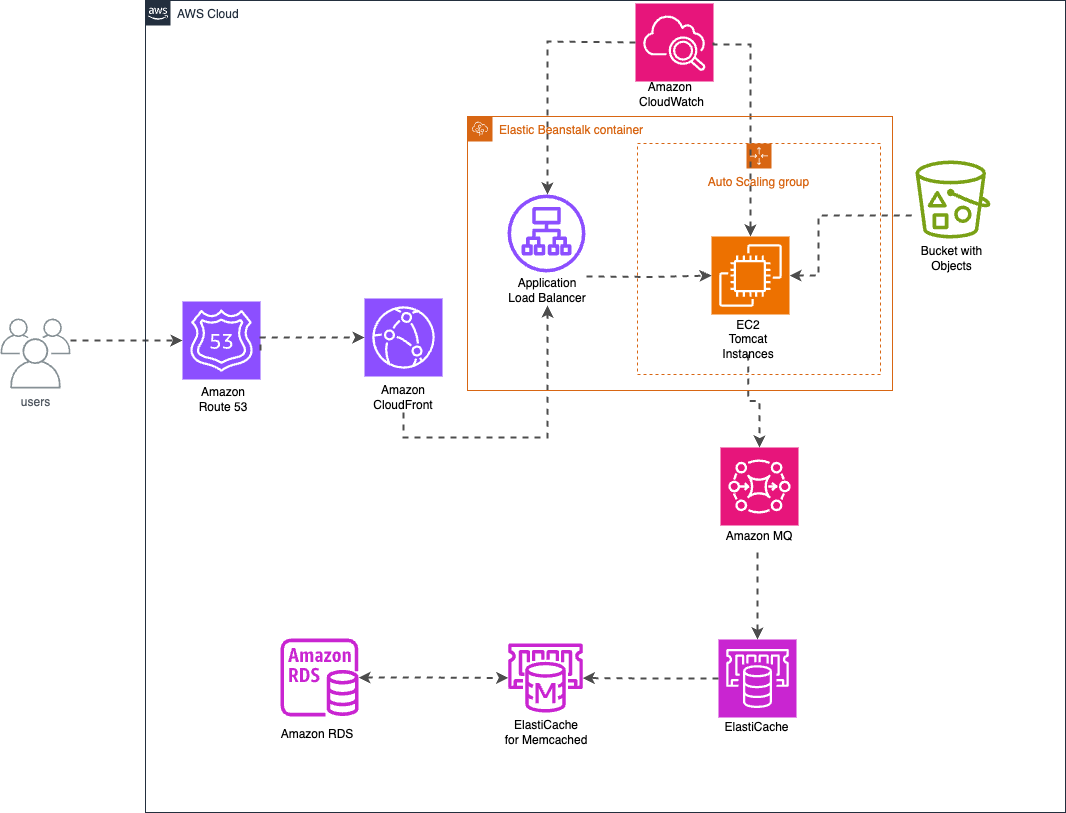 aws
AWS Cloud
Amazon
CloudWatch
Elastic Beanstalk container
Auto Scaling group
Bucket with
Objects
Application
Load Balancer
EC2
Tomcat
Instances
users
53
Amazon
Route 53
Amazon
CloudFront
Amazon MQ
Amazon
RDS
Amazon RDS
M
ElastiCache
for Memcached
ElastiCache